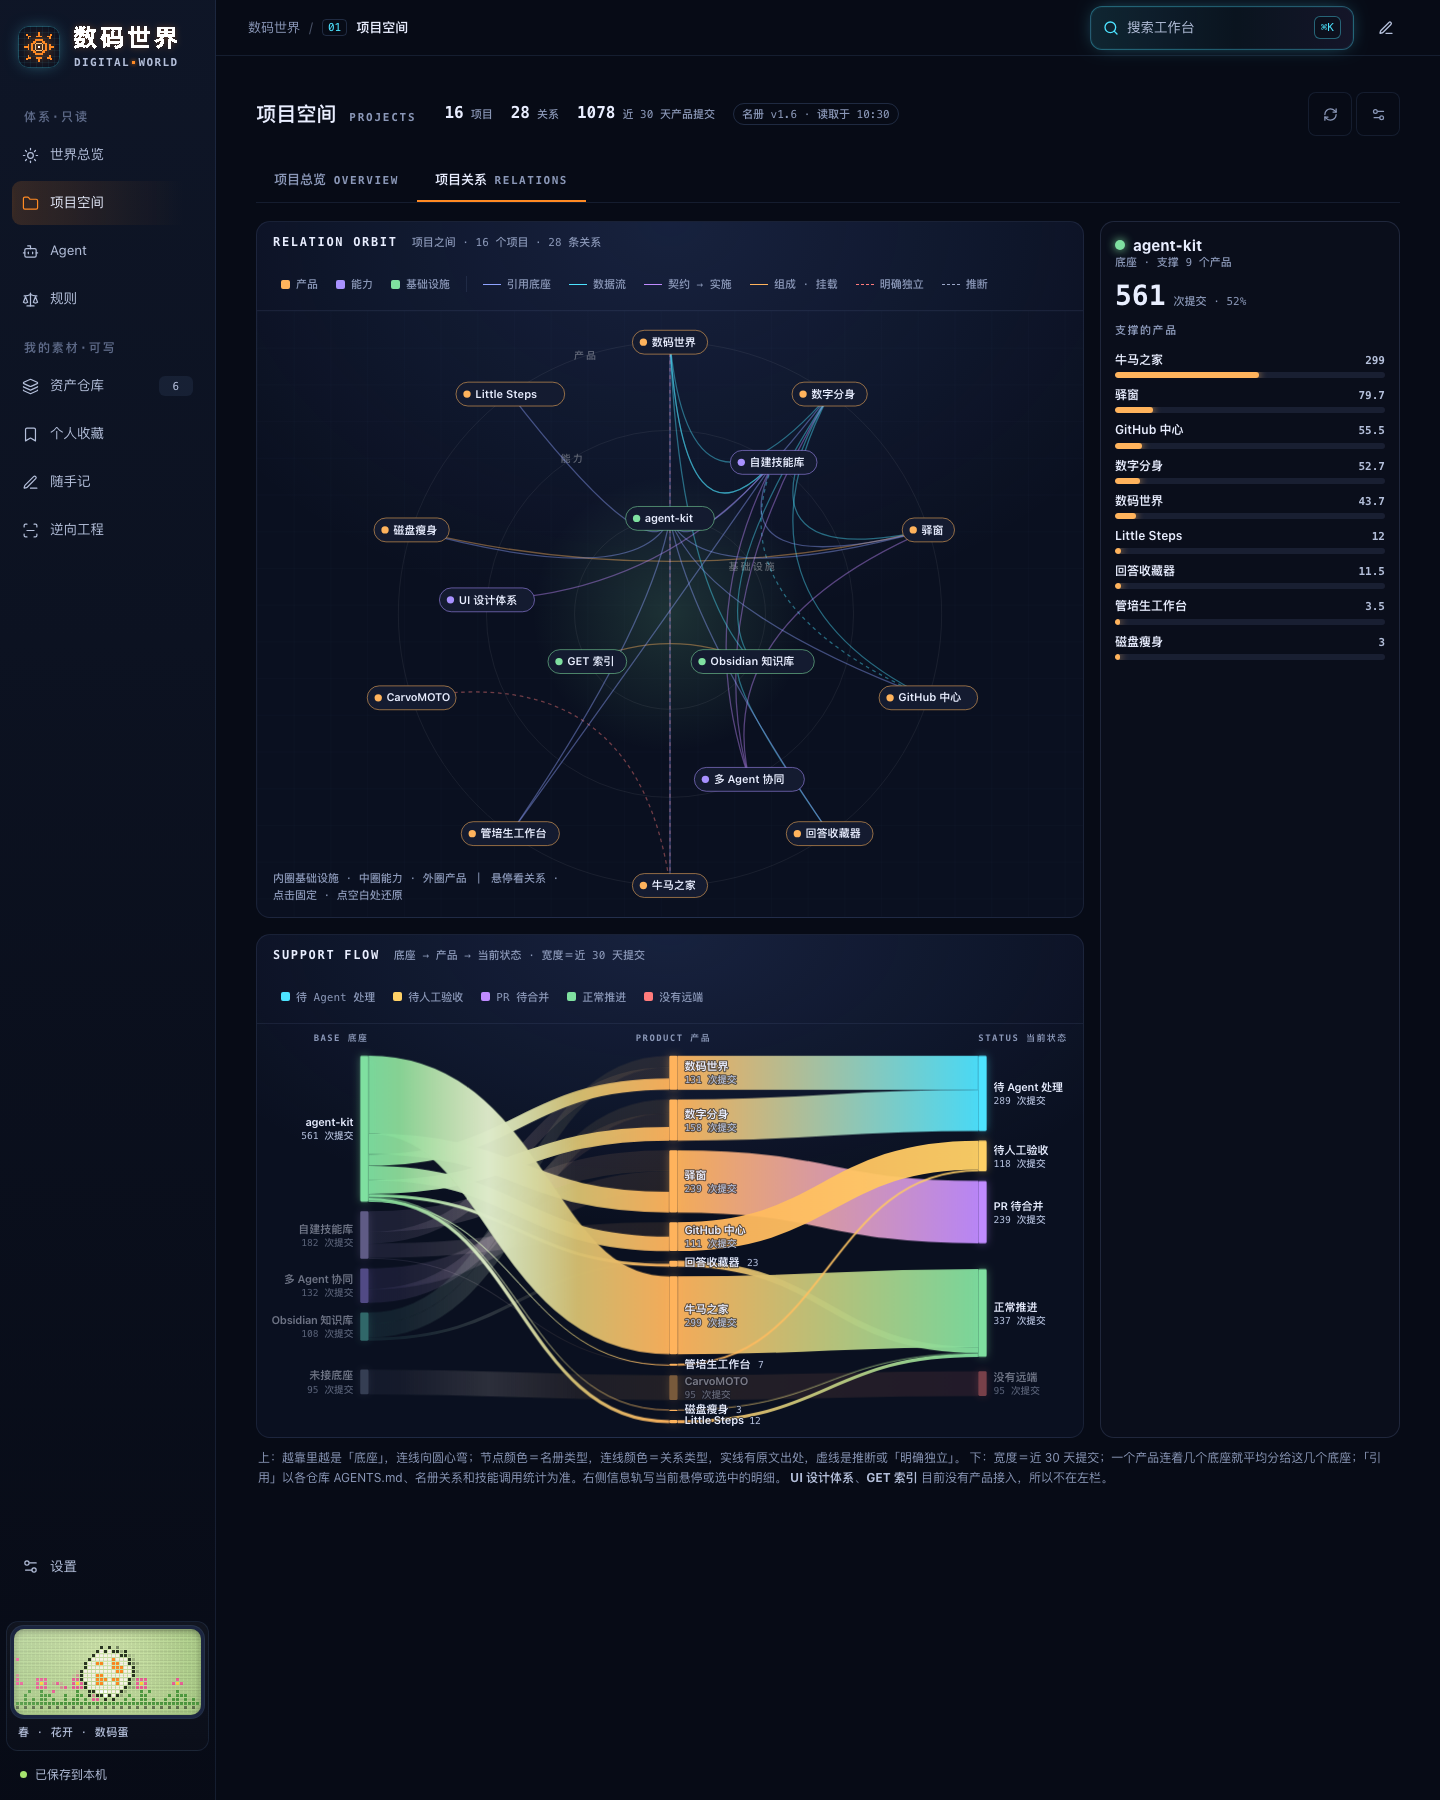 数码世界
DIGITAL•WORLD
体系·只读
世界总览
项目空间
Agent
规则
我的素材·可写
资产仓库 6
个人收藏
随手记
逆向工程
设置
春 · 花开 · 数码蛋
已保存到本机
数码世界 / 01 项目空间
搜索工作台 ⌘K
项目空间 PROJECTS 16 项目 28 关系 1078 近 30 天产品提交 名册 v1.6 · 读取于 10:30
项目总览 OVERVIEW 项目关系 RELATIONS
RELATION ORBIT 项目之间 · 16 个项目 · 28 条关系
产品 能力 基础设施 引用底座 数据流 契约 → 实施 组成 · 挂载 明确独立 推断
数码世界
产品
Little Steps
数字分身
能力
自建技能库
agent-kit
磁盘瘦身
驿窗
基础设施
UI 设计体系
GET 索引
Obsidian 知识库
CarvoMOTO
GitHub 中心
多 Agent 协同
管培生工作台
回答收藏器
牛马之家
内圈基础设施 · 中圈能力 · 外圈产品 | 悬停看关系 ·
点击固定 · 点空白处还原
agent-kit
底座 · 支撑 9 个产品
561 次提交 · 52%
支撑的产品
牛马之家 299
驿窗 79.7
GitHub 中心 55.5
数字分身 52.7
数码世界 43.7
Little Steps 12
回答收藏器 11.5
管培生工作台 3.5
磁盘瘦身 3
SUPPORT FLOW 底座 → 产品 → 当前状态 · 宽度=近 30 天提交
待 Agent 处理 待人工验收 PR 待合并 正常推进 没有远端
BASE 底座 PRODUCT 产品 STATUS 当前状态
agent-kit
561 次提交
自建技能库
182 次提交
多 Agent 协同
132 次提交
Obsidian 知识库
108 次提交
未接底座
95 次提交
数码世界
131 次提交
数字分身
158 次提交
驿窗
239 次提交
GitHub 中心
111 次提交
回答收藏器 23
牛马之家
299 次提交
管培生工作台 7
CarvoMOTO
95 次提交
磁盘瘦身 3
Little Steps 12
待 Agent 处理
289 次提交
待人工验收
118 次提交
PR 待合并
239 次提交
正常推进
337 次提交
没有远端
95 次提交
上：越靠里越是「底座」，连线向圆心弯；节点颜色=名册类型，连线颜色=关系类型，实线有原文出处，虚线是推断或「明确独立」。 下：宽度=近 30 天提交；一个产品连着几个底座就平均分给这几个底座；「引
用」以各仓库 AGENTS.md、名册关系和技能调用统计为准。右侧信息轨写当前悬停或选中的明细。 UI 设计体系、GET 索引 目前没有产品接入，所以不在左栏。